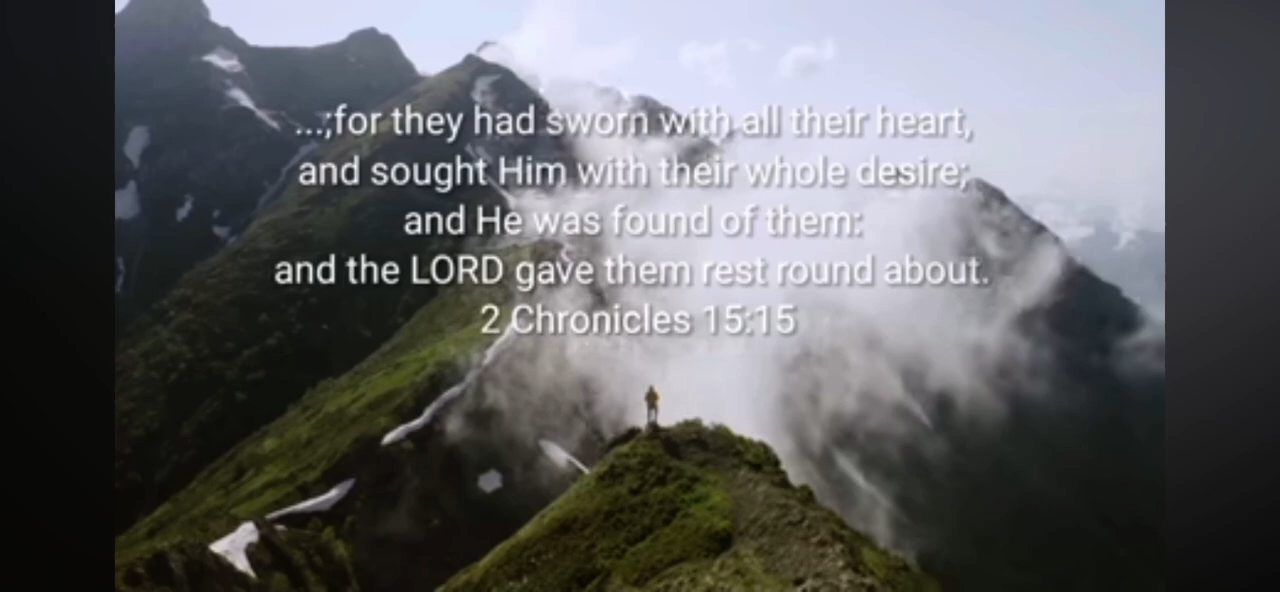 ...;for they had sworn with all their heart,
and sought Him with their whole desire;
and He was found of them:
and the LORD gave them rest round about.
2 Chronicles 15:15